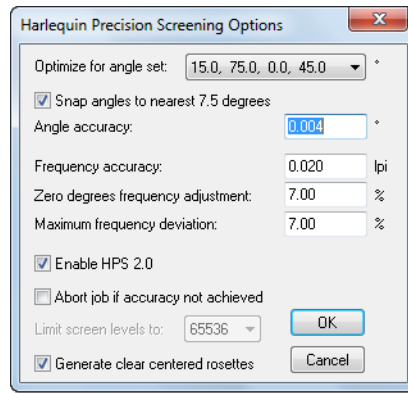 Harlequin Precision Screening Options
Optimize for angle set: 15.0, 75.0, 0.0, 45.0 °
Snap angles to nearest 7.5 degrees
Angle accuracy: 0.004 °
Frequency accuracy: 0.020 lpi
Zero degrees frequency adjustment: 7.00 %
Maximum frequency deviation: 7.00 %
Enable HPS 2.0
Abort job if accuracy not achieved
Limit screen levels to: 65536 OK
Generate clear centered rosettes Cancel